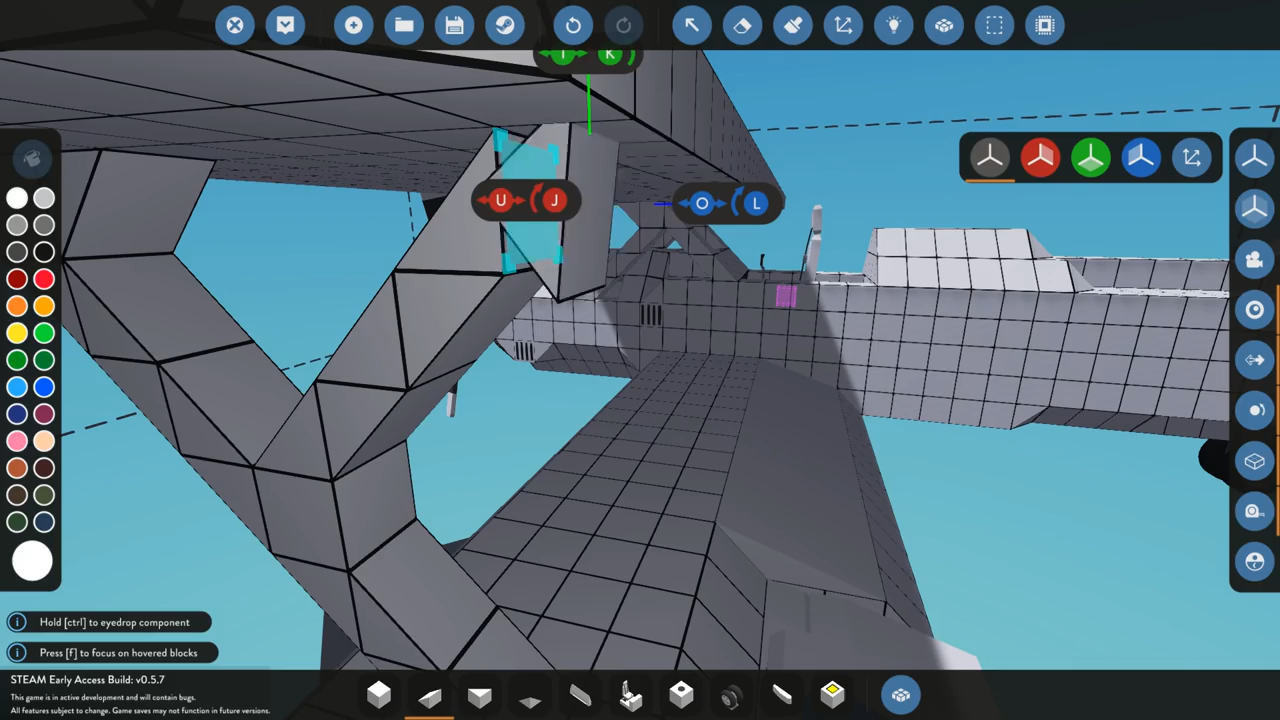 I K
U J
O L
Hold [ctrl] to eyedrop component
Press [f] to focus on hovered blocks
STEAM Early Access Build: v0.5.7
This game is in active development and will contain bugs.
All features subject to change. Game saves may not function in future versions.